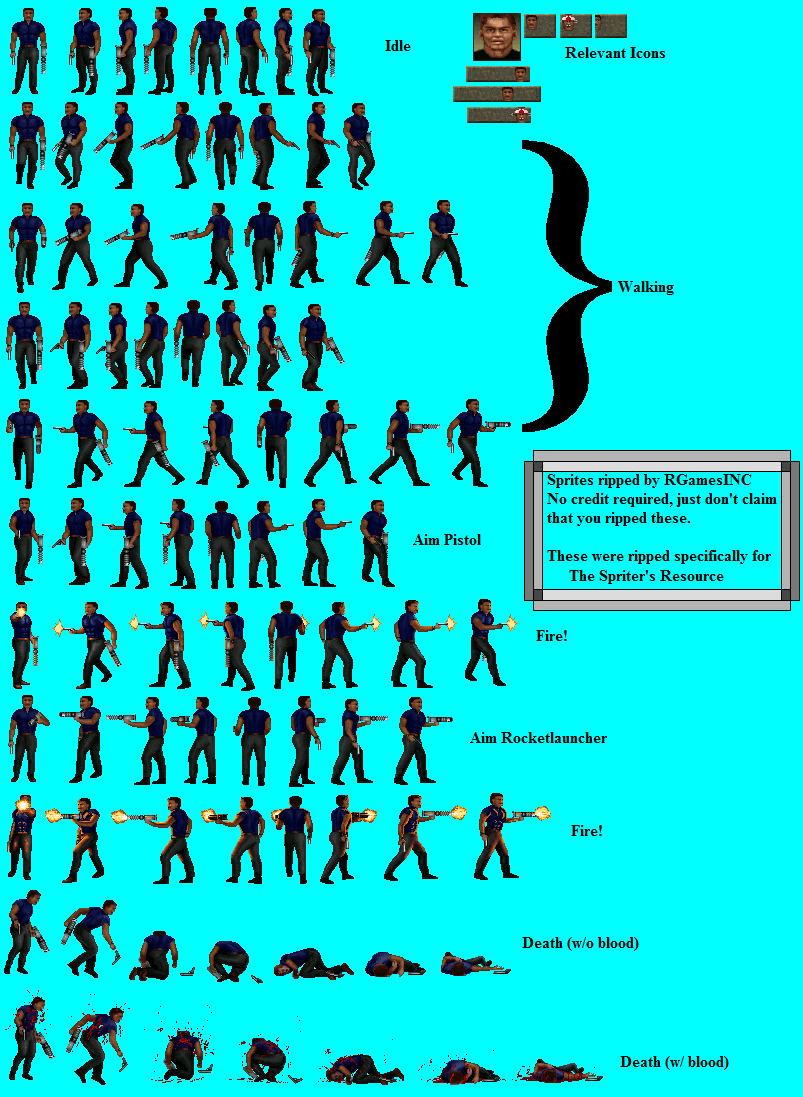 Idle
Relevant Icons
Walking
Sprites ripped by RGamesINC
No credit required, just don't claim
that you ripped these.
These were ripped specifically for
The Spriter's Resource
Aim Pistol
Fire!
Aim Rocketlauncher
Fire!
Death (w/o blood)
Death (w/ blood)